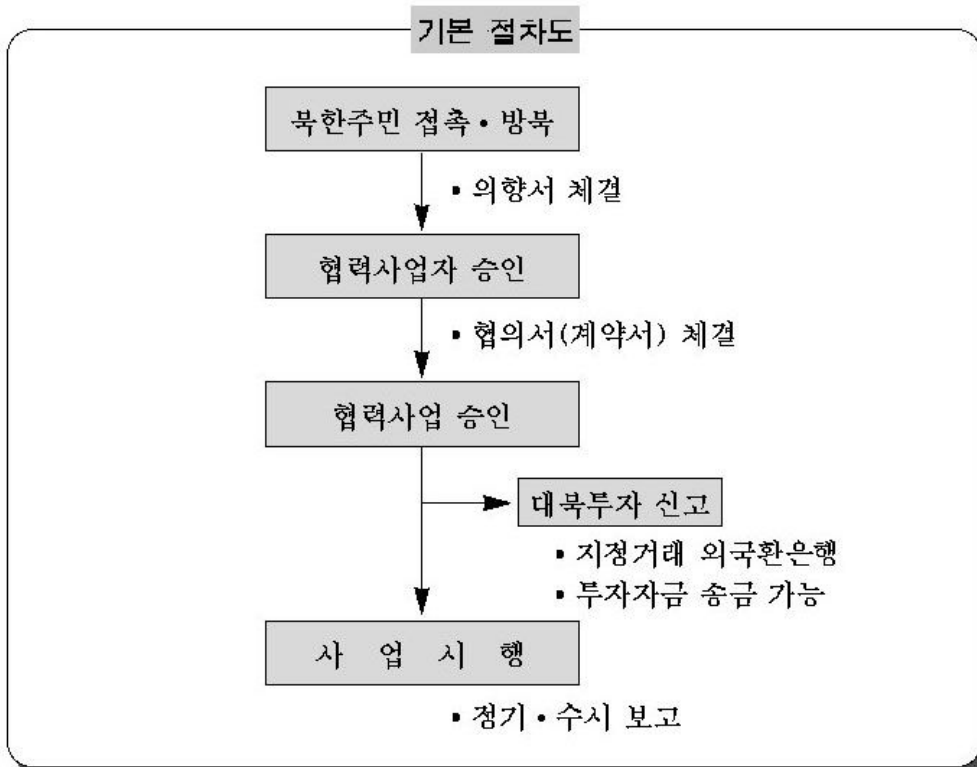 기본 절차도
북한주민 접촉·방북
• 의향서 체결
협력사업자 승인
• 협의서(계약서) 체결
협력사업 승인
대북투자 신고
• 지정거래 외국환은행
• 투자자금 송금 가능
사 업 시 행
• 정기·수시 보고